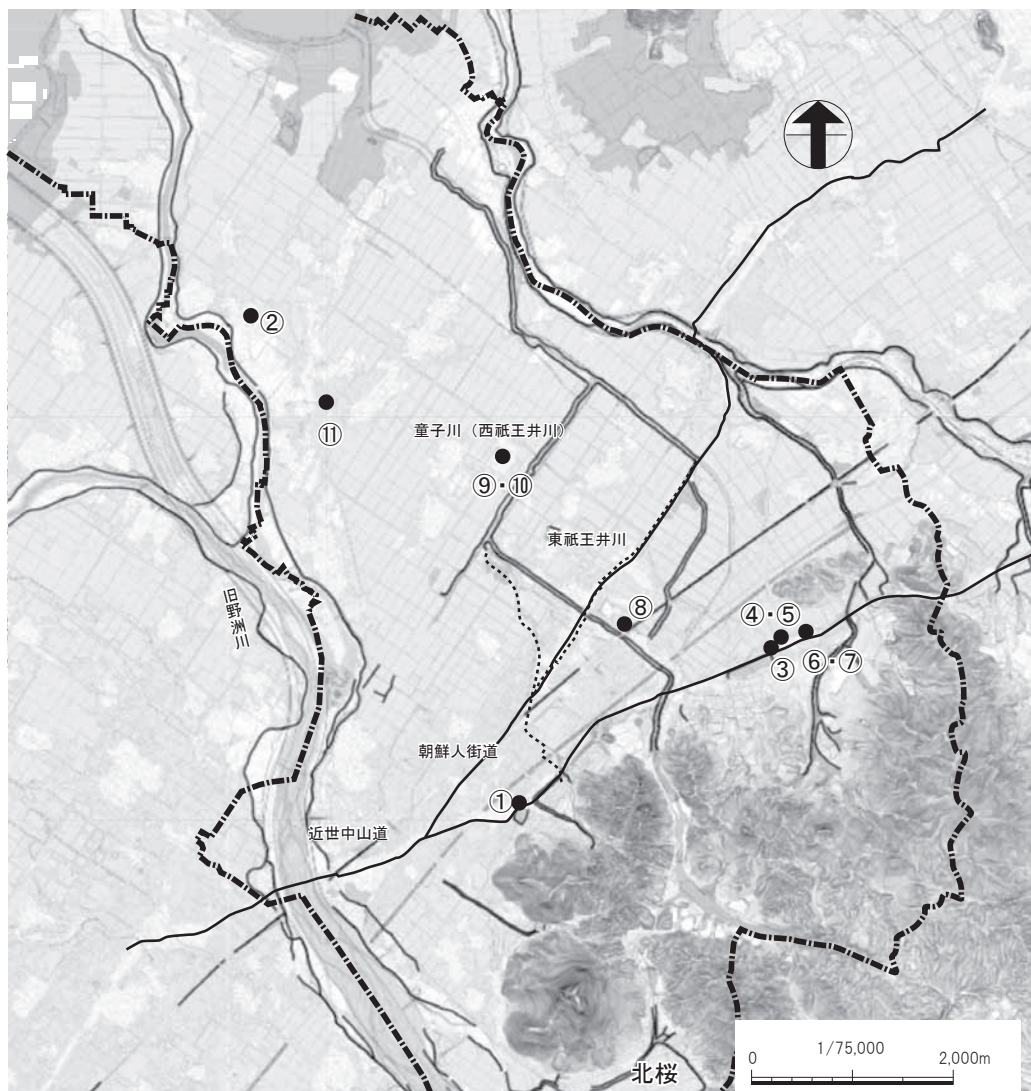 ②
⑪
童子川（西祇王井川）
⑨・⑩
東祇王井川
旧野洲川
⑧
④・⑤
③
⑥・⑦
朝鮮人街道
①
近世中山道
北桜
1/75,000
0
2,000m